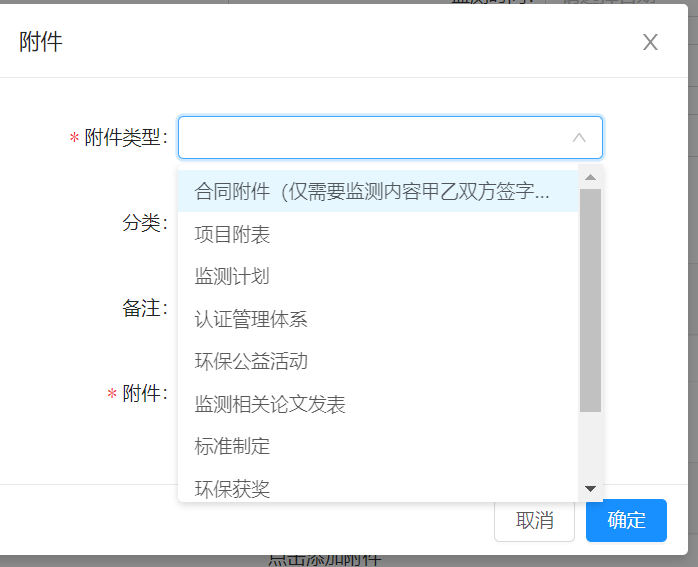 附件
* 附件类型:
合同附件（仅需要监测内容甲乙双方签字...
分类:
项目附表
监测计划
备注:
认证管理体系
环保公益活动
* 附件:
监测相关论文发表
标准制定
环保获奖
取消
确定
点击添加附件